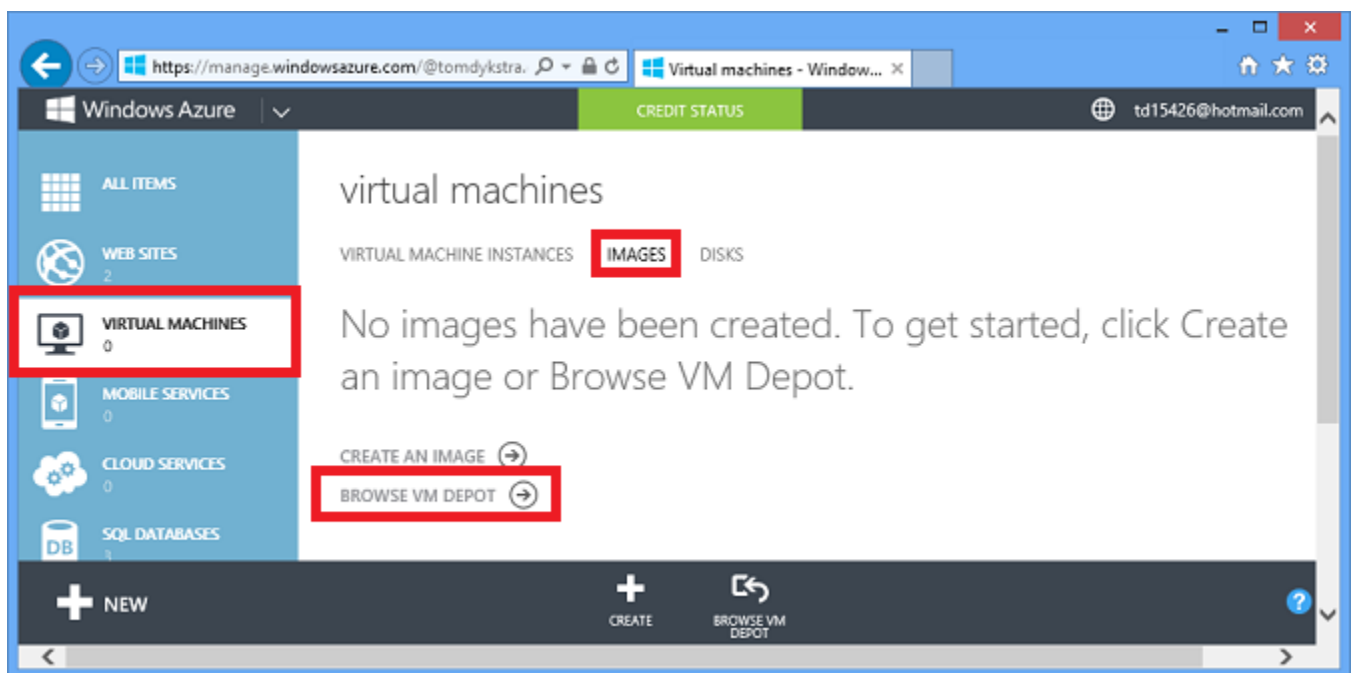 https://manage.windowsazure.com/@tomdykstra.
Virtual machines - Window...
Windows Azure
CREDIT STATUS
td15426@hotmail.com
ALL ITEMS
WEB SITES
2
VIRTUAL MACHINES
0
MOBILE SERVICES
0
CLOUD SERVICES
0
DB
SQL DATABASES
virtual machines
VIRTUAL MACHINE INSTANCES IMAGES DISKS
No images have been created. To get started, click Create
an image or Browse VM Depot.
CREATE AN IMAGE
BROWSE VM DEPOT
NEW
CREATE
BROWSE VM
DEPOT
?